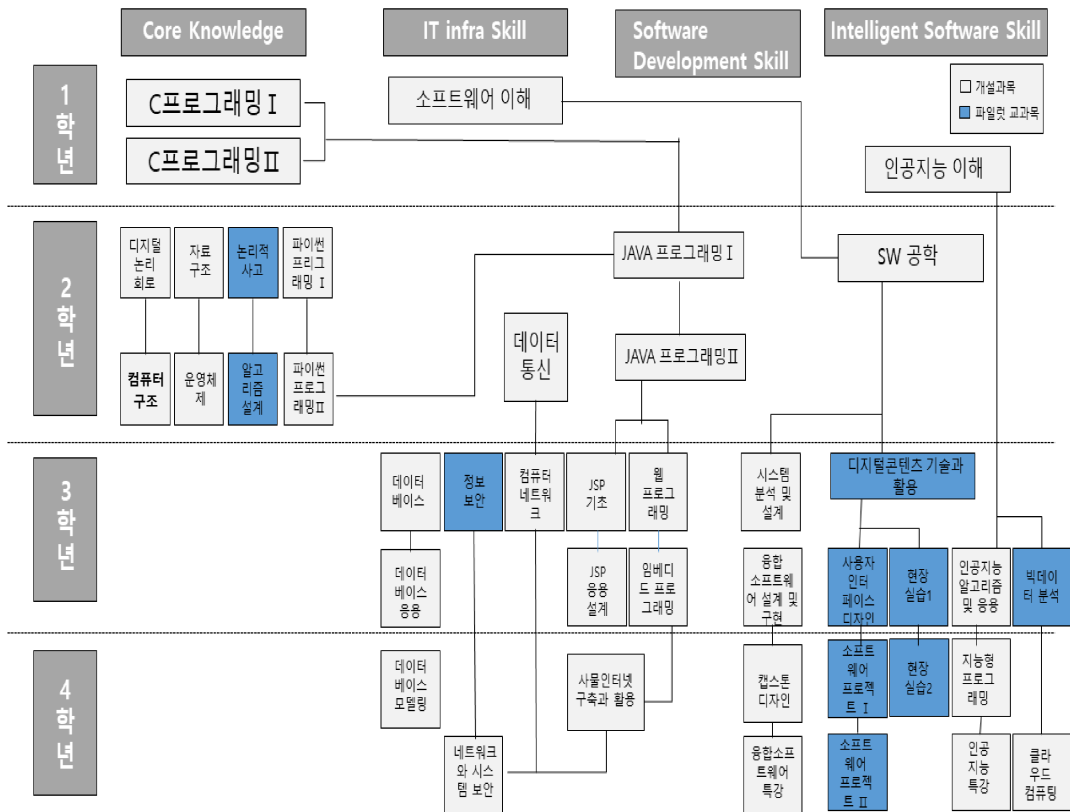 Core Knowledge
IT infra Skill
Software
Development Skill
Intelligent Software Skill
1
학
년
C프로그래밍 I
C프로그래밍Ⅱ
소프트웨어 이해
개설과목
파일럿 교과목
인공지능 이해
2
학
년
디지털
논리
회로
자료
구조
논리적
사고
파이썬
프리그
래밍 I
JAVA 프로그래밍 I
SW 공학
컴퓨터
구조
운영체
제
알고
리즘
설계
파이썬
프로그
래밍Ⅱ
데이터
통신
JAVA 프로그래밍Ⅱ
3
학
년
데이터
베이스
정보
보안
컴퓨터
네트워
크
JSP
기초
웹
프로그
래밍
시스템
분석 및
설계
디지털콘텐츠 기술과
활용
데이터
베이스
응용
JSP
응용
설계
임베디
드 프로
그래밍
융합
소프트웨
어 설계 및
구현
사용자
인터
페이스
디자인
현장
실습1
인공지능
알고리즘
및 응용
빅데이
터 분석
4
학
년
데이터
베이스
모델링
사물인터넷
구축과 활용
캡스톤
디자인
소프트
웨어
프로젝
트 I
현장
실습2
지능형
프로그
래밍
네트워크
와 시스
템 보안
융합소프
트웨어
특강
소프트
웨어
프로젝
트 Ⅱ
인공
지능
특강
클라
우드
컴퓨팅